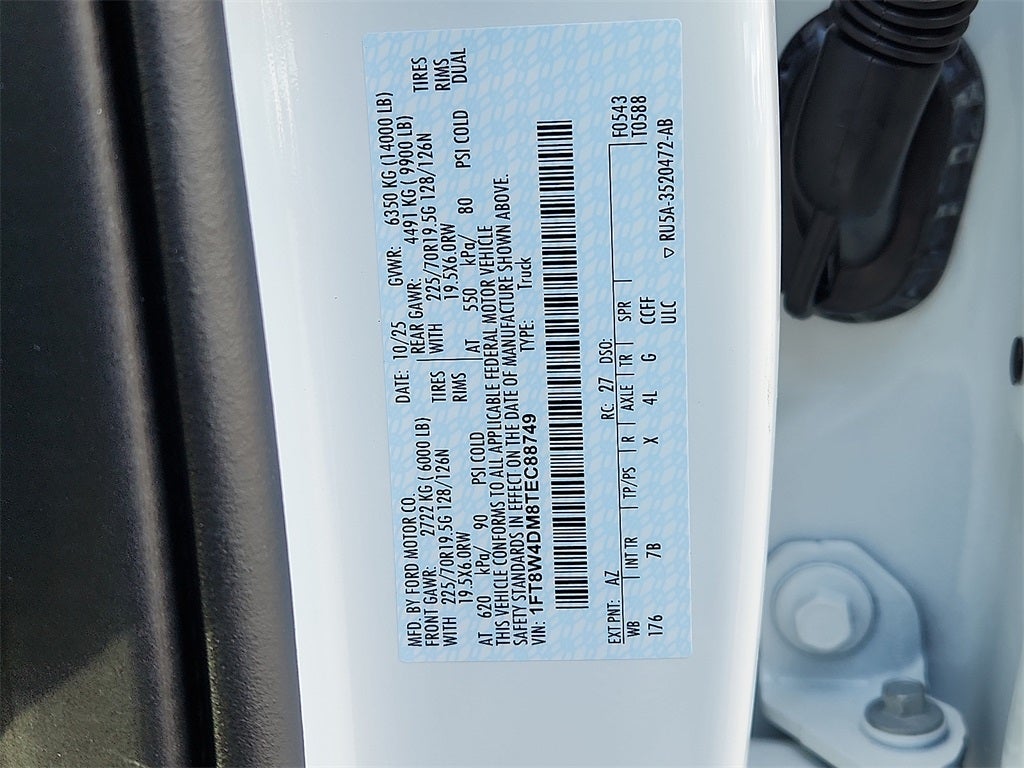 MFD. BY FORD MOTOR CO.
DATE: 10/25 GVWR: 6350 KG (14000 LB)
FRONT GAWR: 2722 KG ( 6000 LB) REAR GAWR: 4491 KG ( 9900 LB)
WITH 225/70R19.5G 128/126N TIRES WITH 225/70R19.5G 128/126N TIRES
19.5X6.0RW RIMS 19.5X6.0RW RIMS
AT 620 kPa/ 90 PSI COLD AT 550 kPa/ 80 PSI COLD DUAL
THIS VEHICLE CONFORMS TO ALL APPLICABLE FEDERAL MOTOR VEHICLE
SAFETY STANDARDS IN EFFECT ON THE DATE OF MANUFACTURE SHOWN ABOVE.
VIN: 1FT8W4DM8TEC88749 TYPE: Truck
EXT PNT: AZ RC: 27 DSO: F0543
WB INT TR TP/PS R AXLE TR SPR T0588
176 7B X 4L G CCFF
ULC ▽ RU5A-3520472-AB